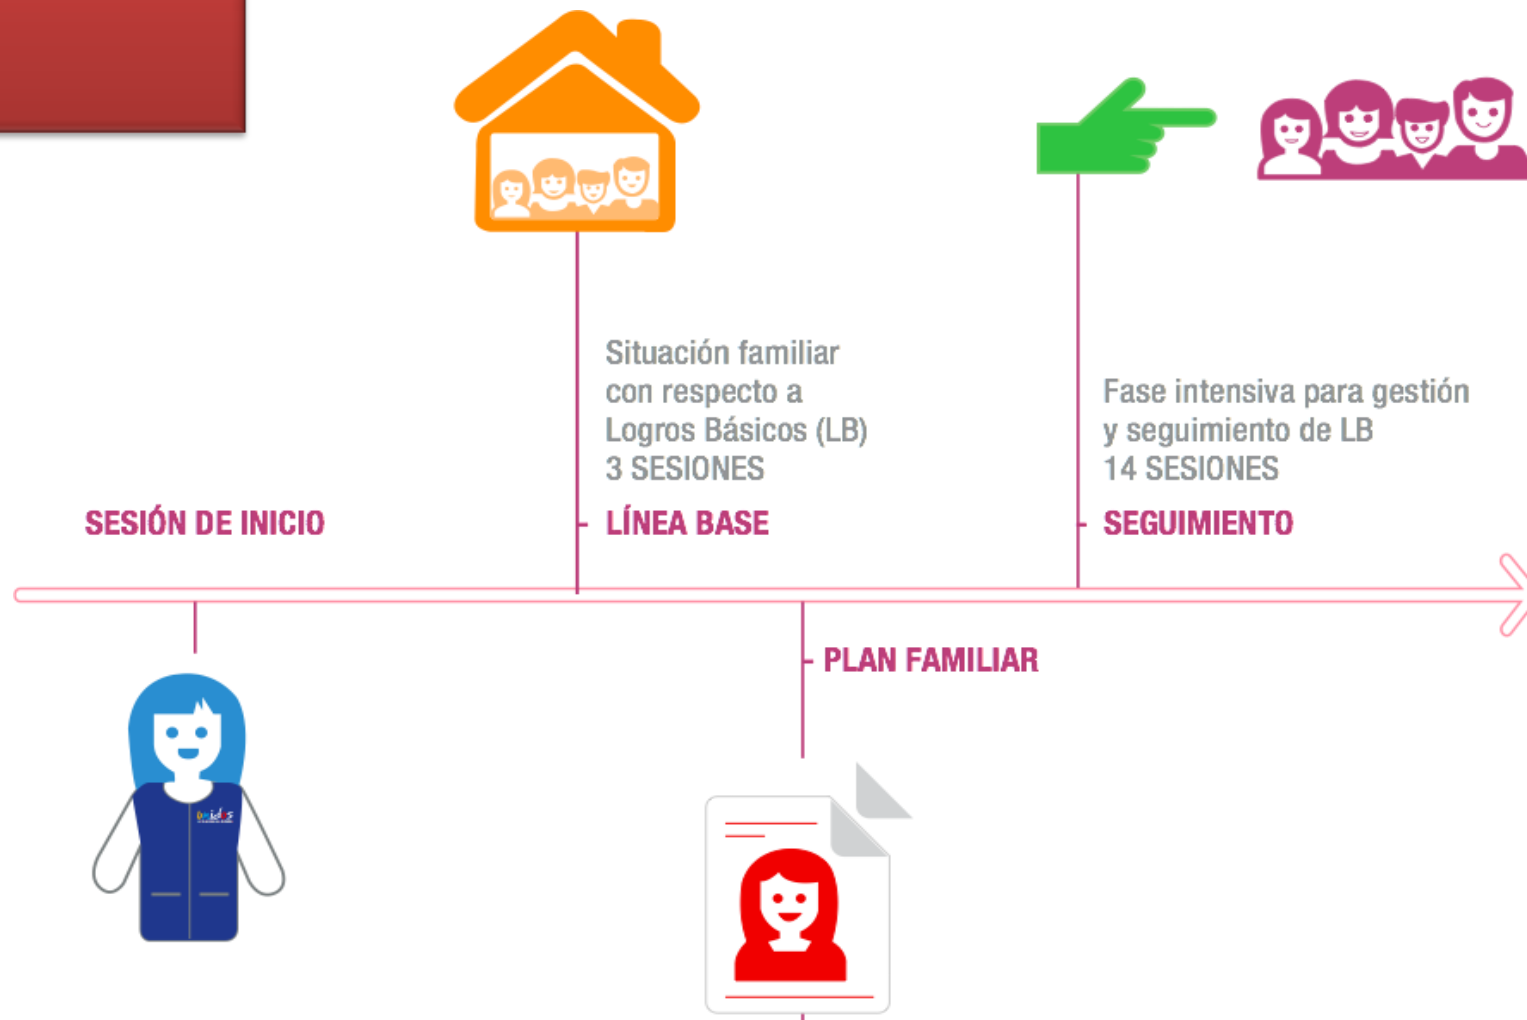 Situación familiar
con respecto a
Logros Básicos (LB)
3 SESIONES
Fase intensiva para gestión
y seguimiento de LB
14 SESIONES
SESIÓN DE INICIO
LÍNEA BASE
SEGUIMIENTO
PLAN FAMILIAR
unidos